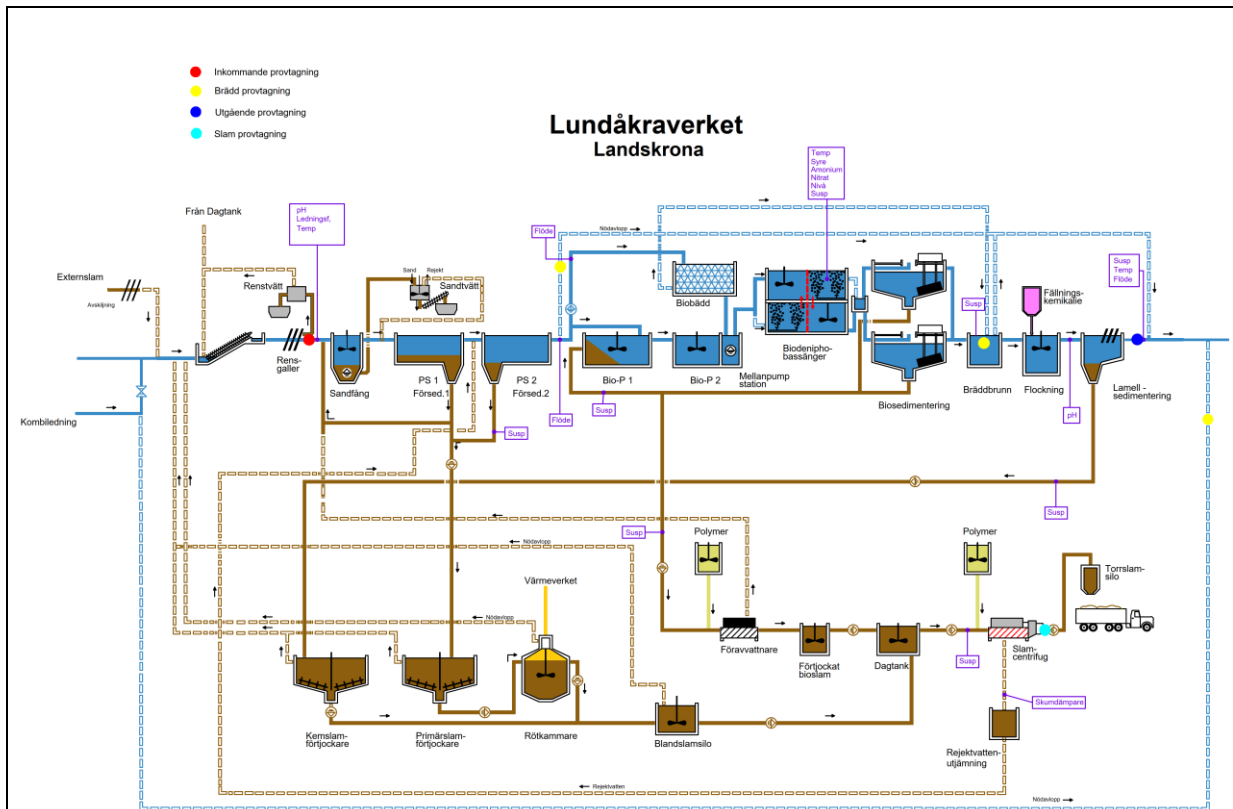 Inkommande provtagning
Brädd provtagning
Utgående provtagning
Slam provtagning
Lundåkraverket
Landskrona
Temp
Syre
Amonium
Nitrat
Nivå
Susp
Från Dagtank
pH
Ledningsf,
Temp
Flöde
Nödavlopp
Susp
Temp
Flöde
Externslam
Avskiljning
Renstvätt
Sand
Rejekt
Sandtvätt
Biobädd
Fällnings-
kemikalie
Susp
Rens-
galler
Sandfång
PS 1
Försed.1
PS 2
Försed.2
Bio-P 1
Bio-P 2
Mellanpump
station
Biodenipho-
bassänger
Biosedimentering
Bräddbrunn
Flockning
Lamell -
sedimentering
Kombiledning
Susp
Flöde
Susp
pH
Susp
Susp
Nödavlopp
Polymer
Polymer
Torrslam-
silo
Värmeverket
Nödavlopp
Föravvattnare
Förtjockat
bioslam
Dagtank
Susp
Slam-
centrifug
Skumdämpare
Kemslam-
förtjockare
Primärslam-
förtjockare
Rötkammare
Blandslamsilo
Rejektvatten-
utjämning
Rejektvatten
Nödavlopp